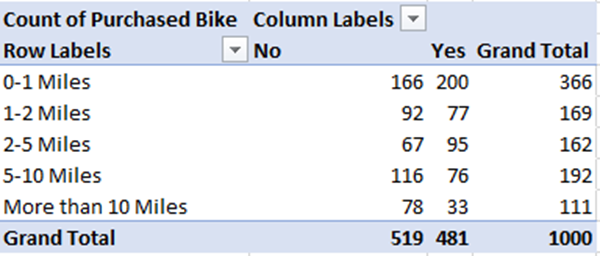 Count of Purchased Bike Column Labels
Row Labels No Yes Grand Total
0-1 Miles 166 200 366
1-2 Miles 92 77 169
2-5 Miles 67 95 162
5-10 Miles 116 76 192
More than 10 Miles 78 33 111
Grand Total 519 481 1000